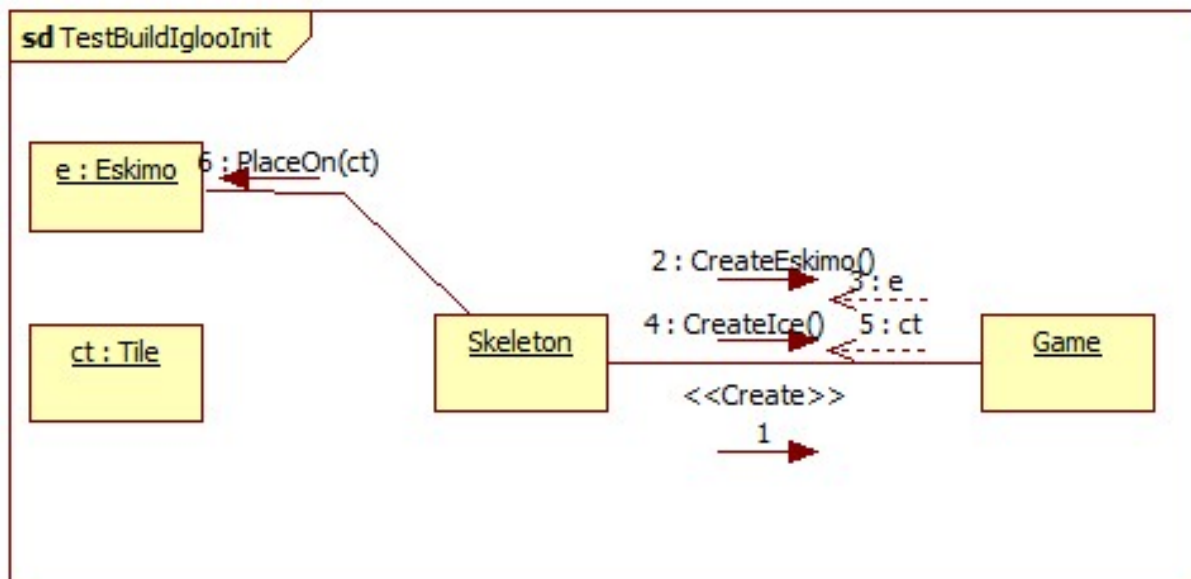 sd TestBuildIglooInit
e : Eskimo
6 : PlaceOn(ct)
2 : CreateEskimo()
3 : e
ct : Tile
Skeleton
4 : CreateIce()
5 : ct
Game
<<Create>>
1